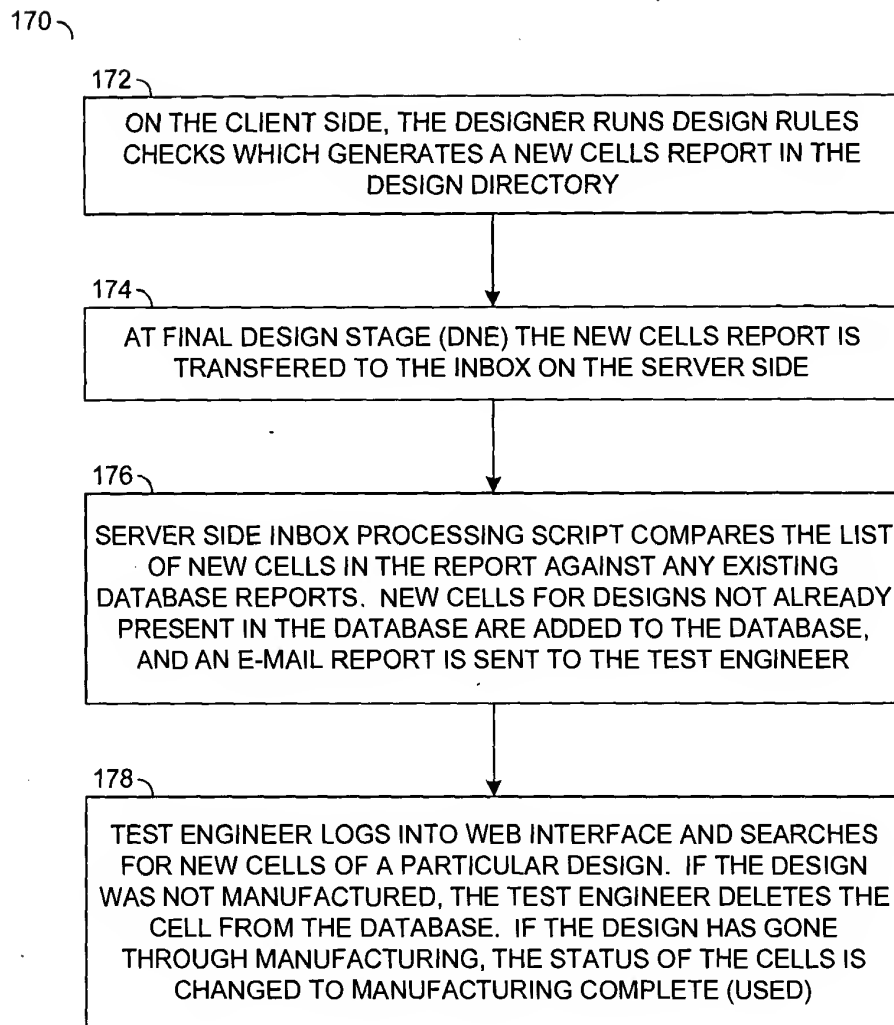 170
172
ON THE CLIENT SIDE, THE DESIGNER RUNS DESIGN RULES
CHECKS WHICH GENERATES A NEW CELLS REPORT IN THE
DESIGN DIRECTORY
174
AT FINAL DESIGN STAGE (DNE) THE NEW CELLS REPORT IS
TRANSFERED TO THE INBOX ON THE SERVER SIDE
176
SERVER SIDE INBOX PROCESSING SCRIPT COMPARES THE LIST
OF NEW CELLS IN THE REPORT AGAINST ANY EXISTING
DATABASE REPORTS. NEW CELLS FOR DESIGNS NOT ALREADY
PRESENT IN THE DATABASE ARE ADDED TO THE DATABASE,
AND AN E-MAIL REPORT IS SENT TO THE TEST ENGINEER
178
TEST ENGINEER LOGS INTO WEB INTERFACE AND SEARCHES
FOR NEW CELLS OF A PARTICULAR DESIGN. IF THE DESIGN
WAS NOT MANUFACTURED, THE TEST ENGINEER DELETES THE
CELL FROM THE DATABASE. IF THE DESIGN HAS GONE
THROUGH MANUFACTURING, THE STATUS OF THE CELLS IS
CHANGED TO MANUFACTURING COMPLETE (USED)